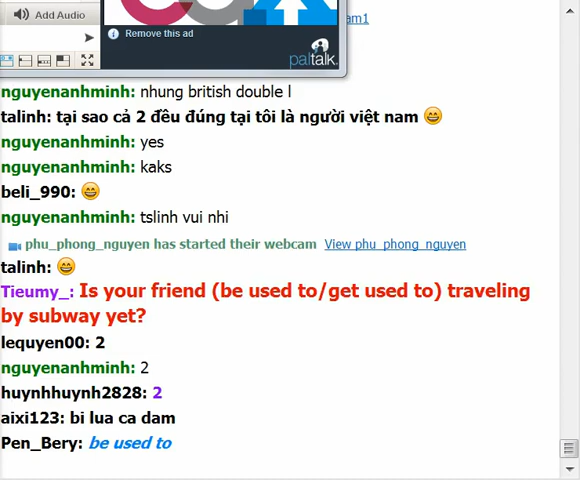 Add Audio
Remove this ad
paltalk
am1
nguyenanhminh: nhung british double l
talinh: tại sao cả 2 đều đúng tại tôi là người việt nam 😄
nguyenanhminh: yes
nguyenanhminh: kaks
beli_990: 😄
nguyenanhminh: tslinh vui nhi
phu_phong_nguyen has started their webcam View phu_phong_nguyen
talinh: 😄
Tieumy_: Is your friend (be used to/get used to) traveling
by subway yet?
lequyen00: 2
nguyenanhminh: 2
huynhhuynh2828: 2
aixi123: bi lua ca dam
Pen_Bery: be used to